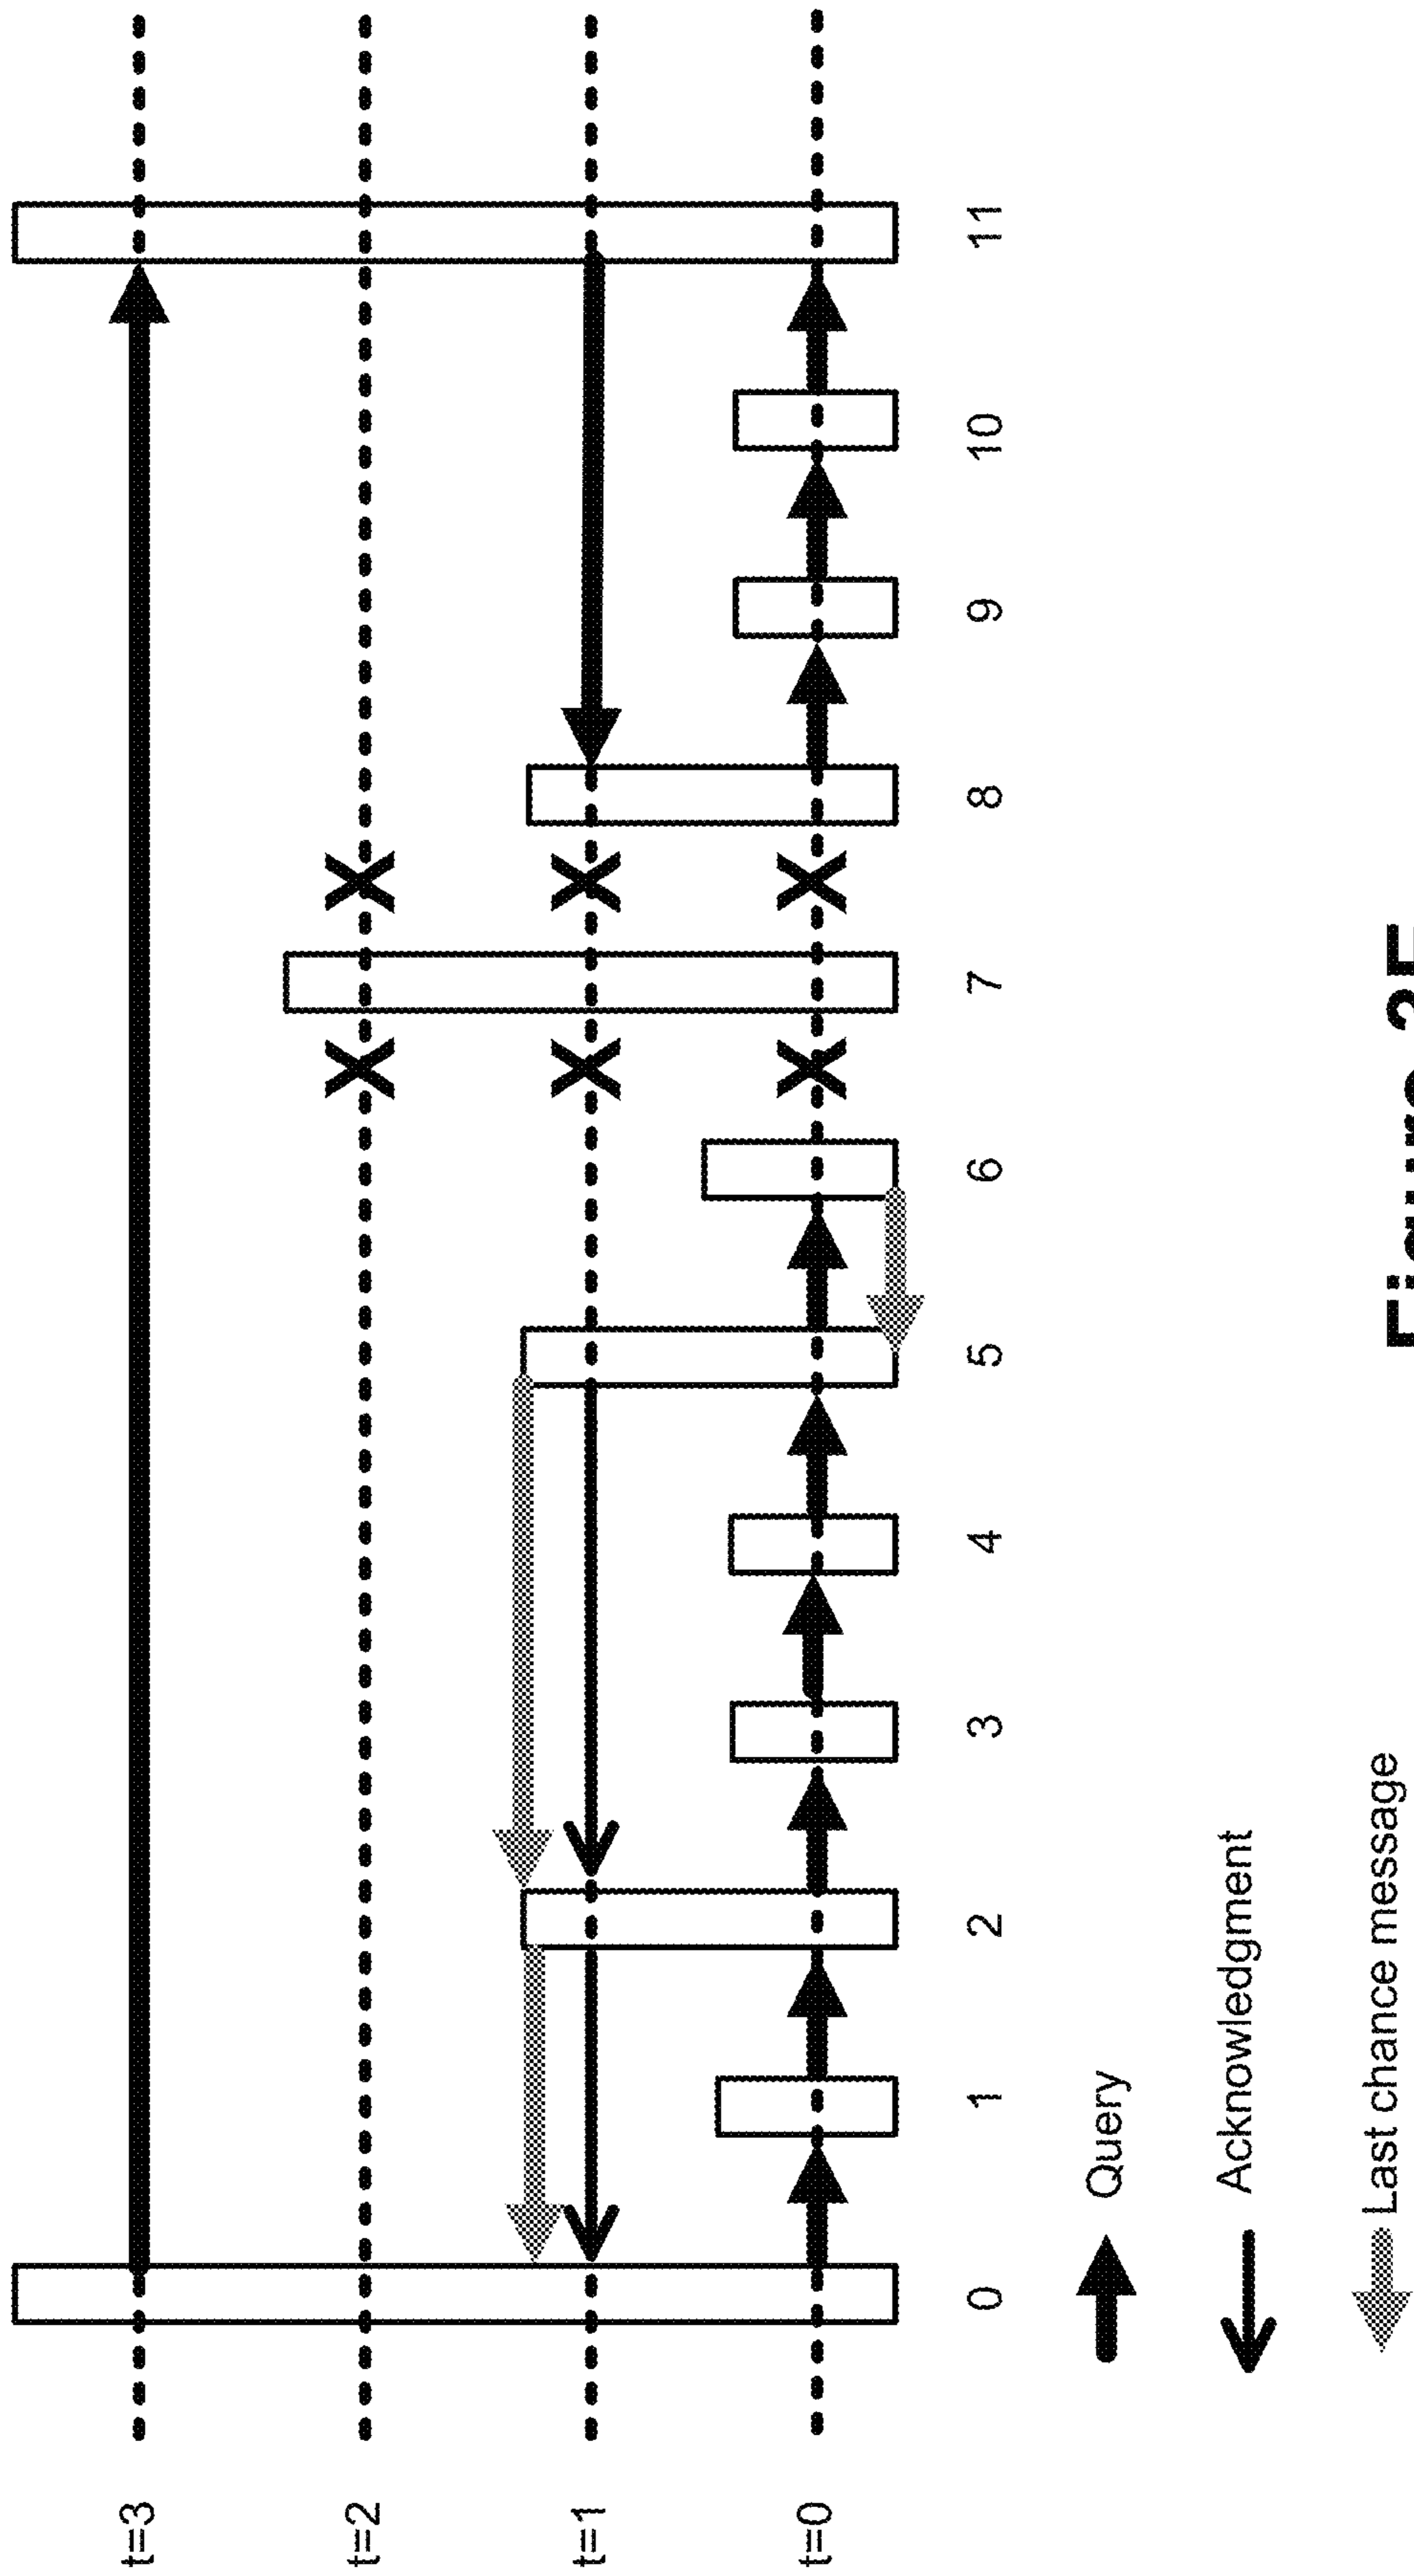 t=3
t=2 X X
t=1 X X
t=0 X X
0 1 2 3 4 5 6 7 8 9 10 11
Query
Acknowledgment
Last chance message
Figure